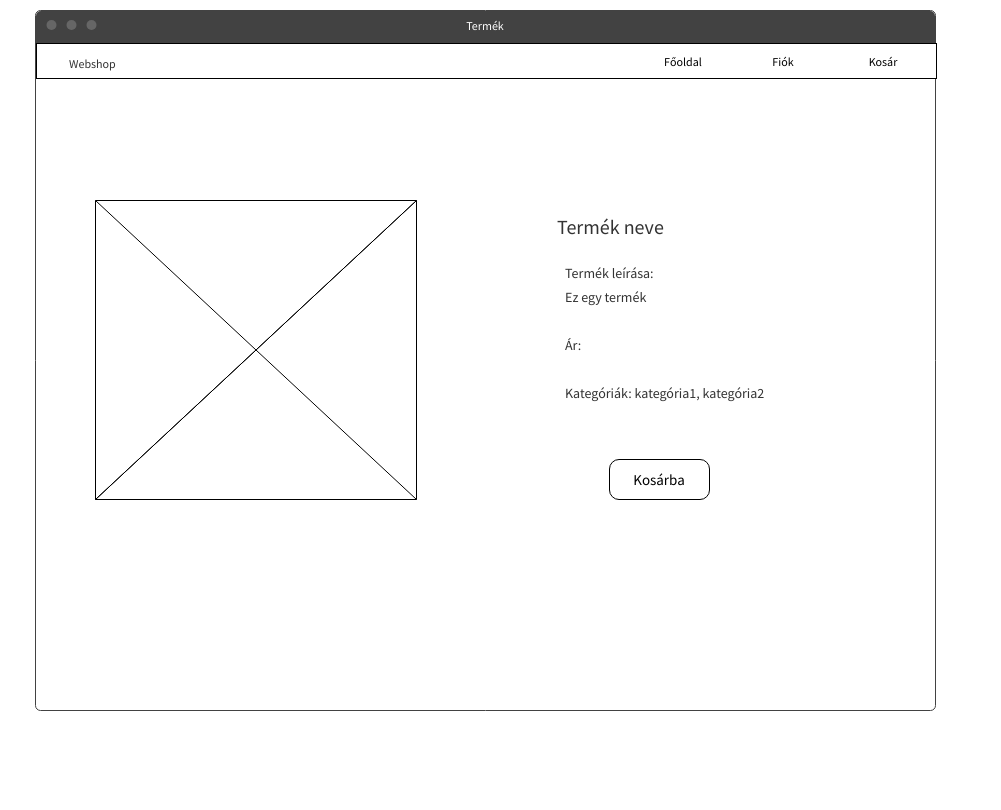 Termék
Webshop
Főoldal
Fiók
Kosár
Termék neve
Termék leírása:
Ez egy termék
Ár:
Kategóriák: kategória1, kategória2
Kosárba